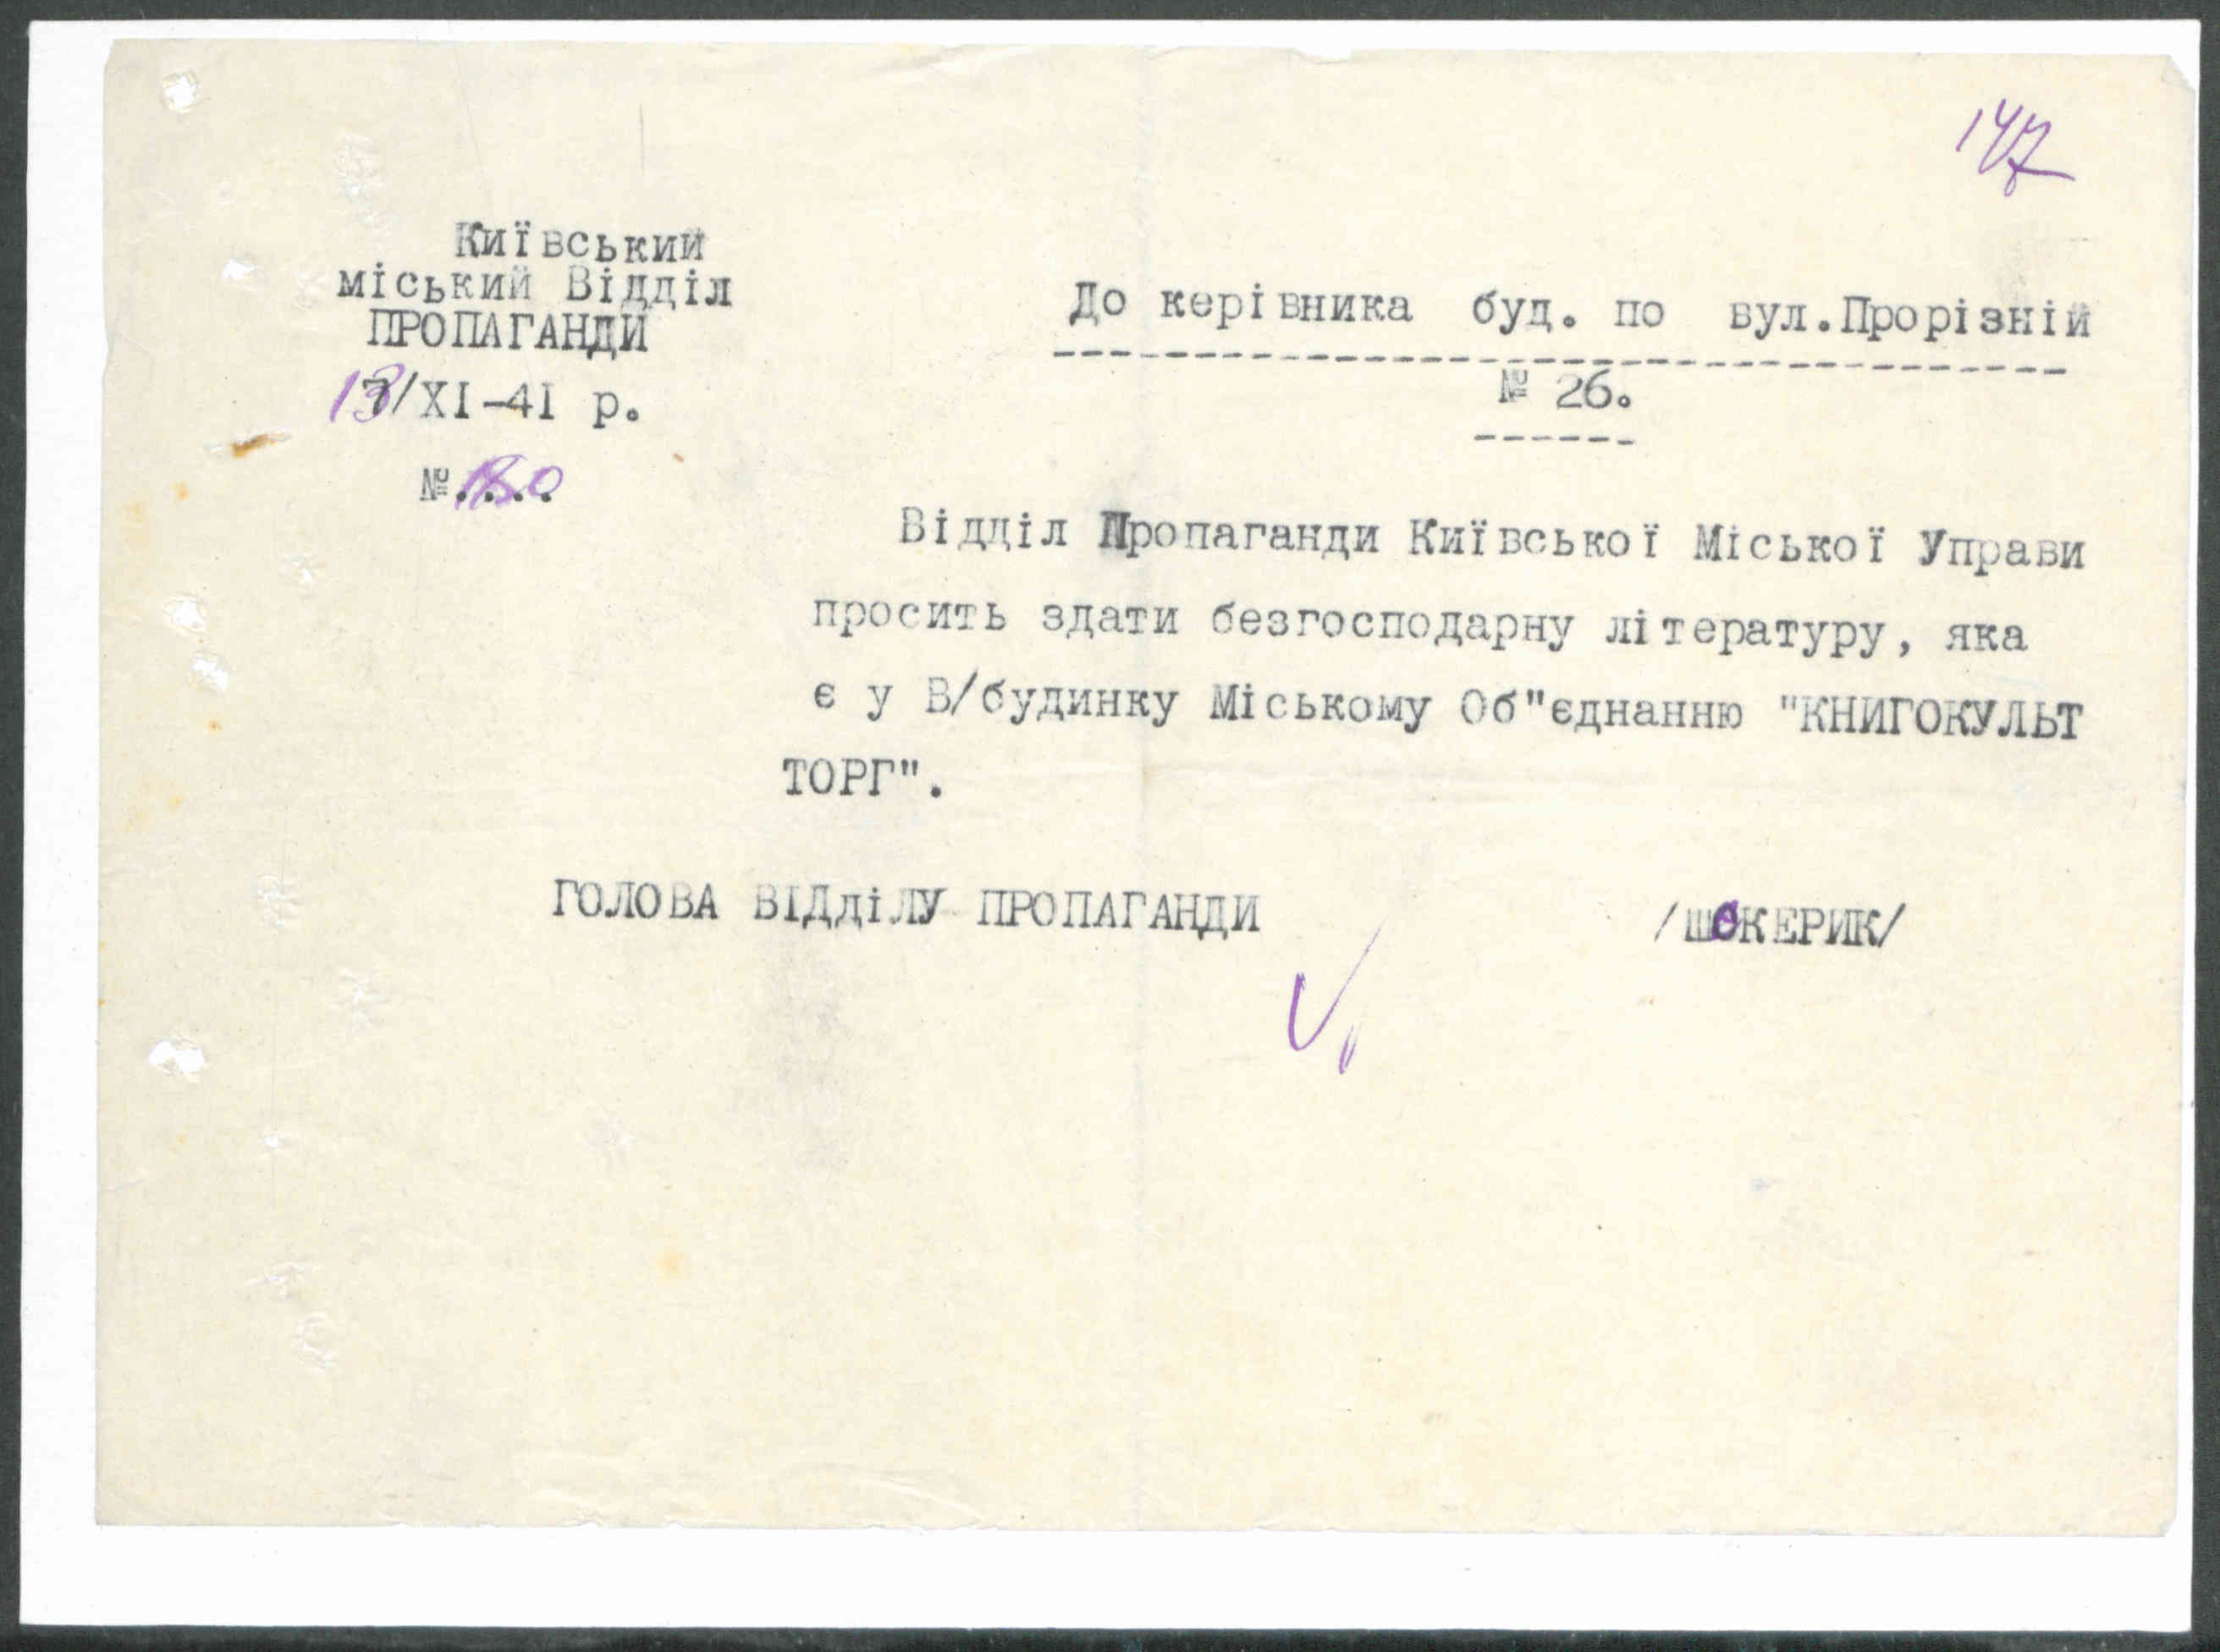 147
Київський
міський Відділ
ПРОПАГАНДИ
13/XI-41 р.
№ 180
До керівника буд. по вул.Прорізній
№ 26.
Відділ Пропаганди Київської Міської Управи
просить здати безгосподарну літературу, яка
є у В/будинку Міському Об"єднанню "КНИГОКУЛЬТ
ТОРГ".
ГОЛОВА ВІДдіЛУ ПРОПАГАНДИ /ШОКЕРИК/